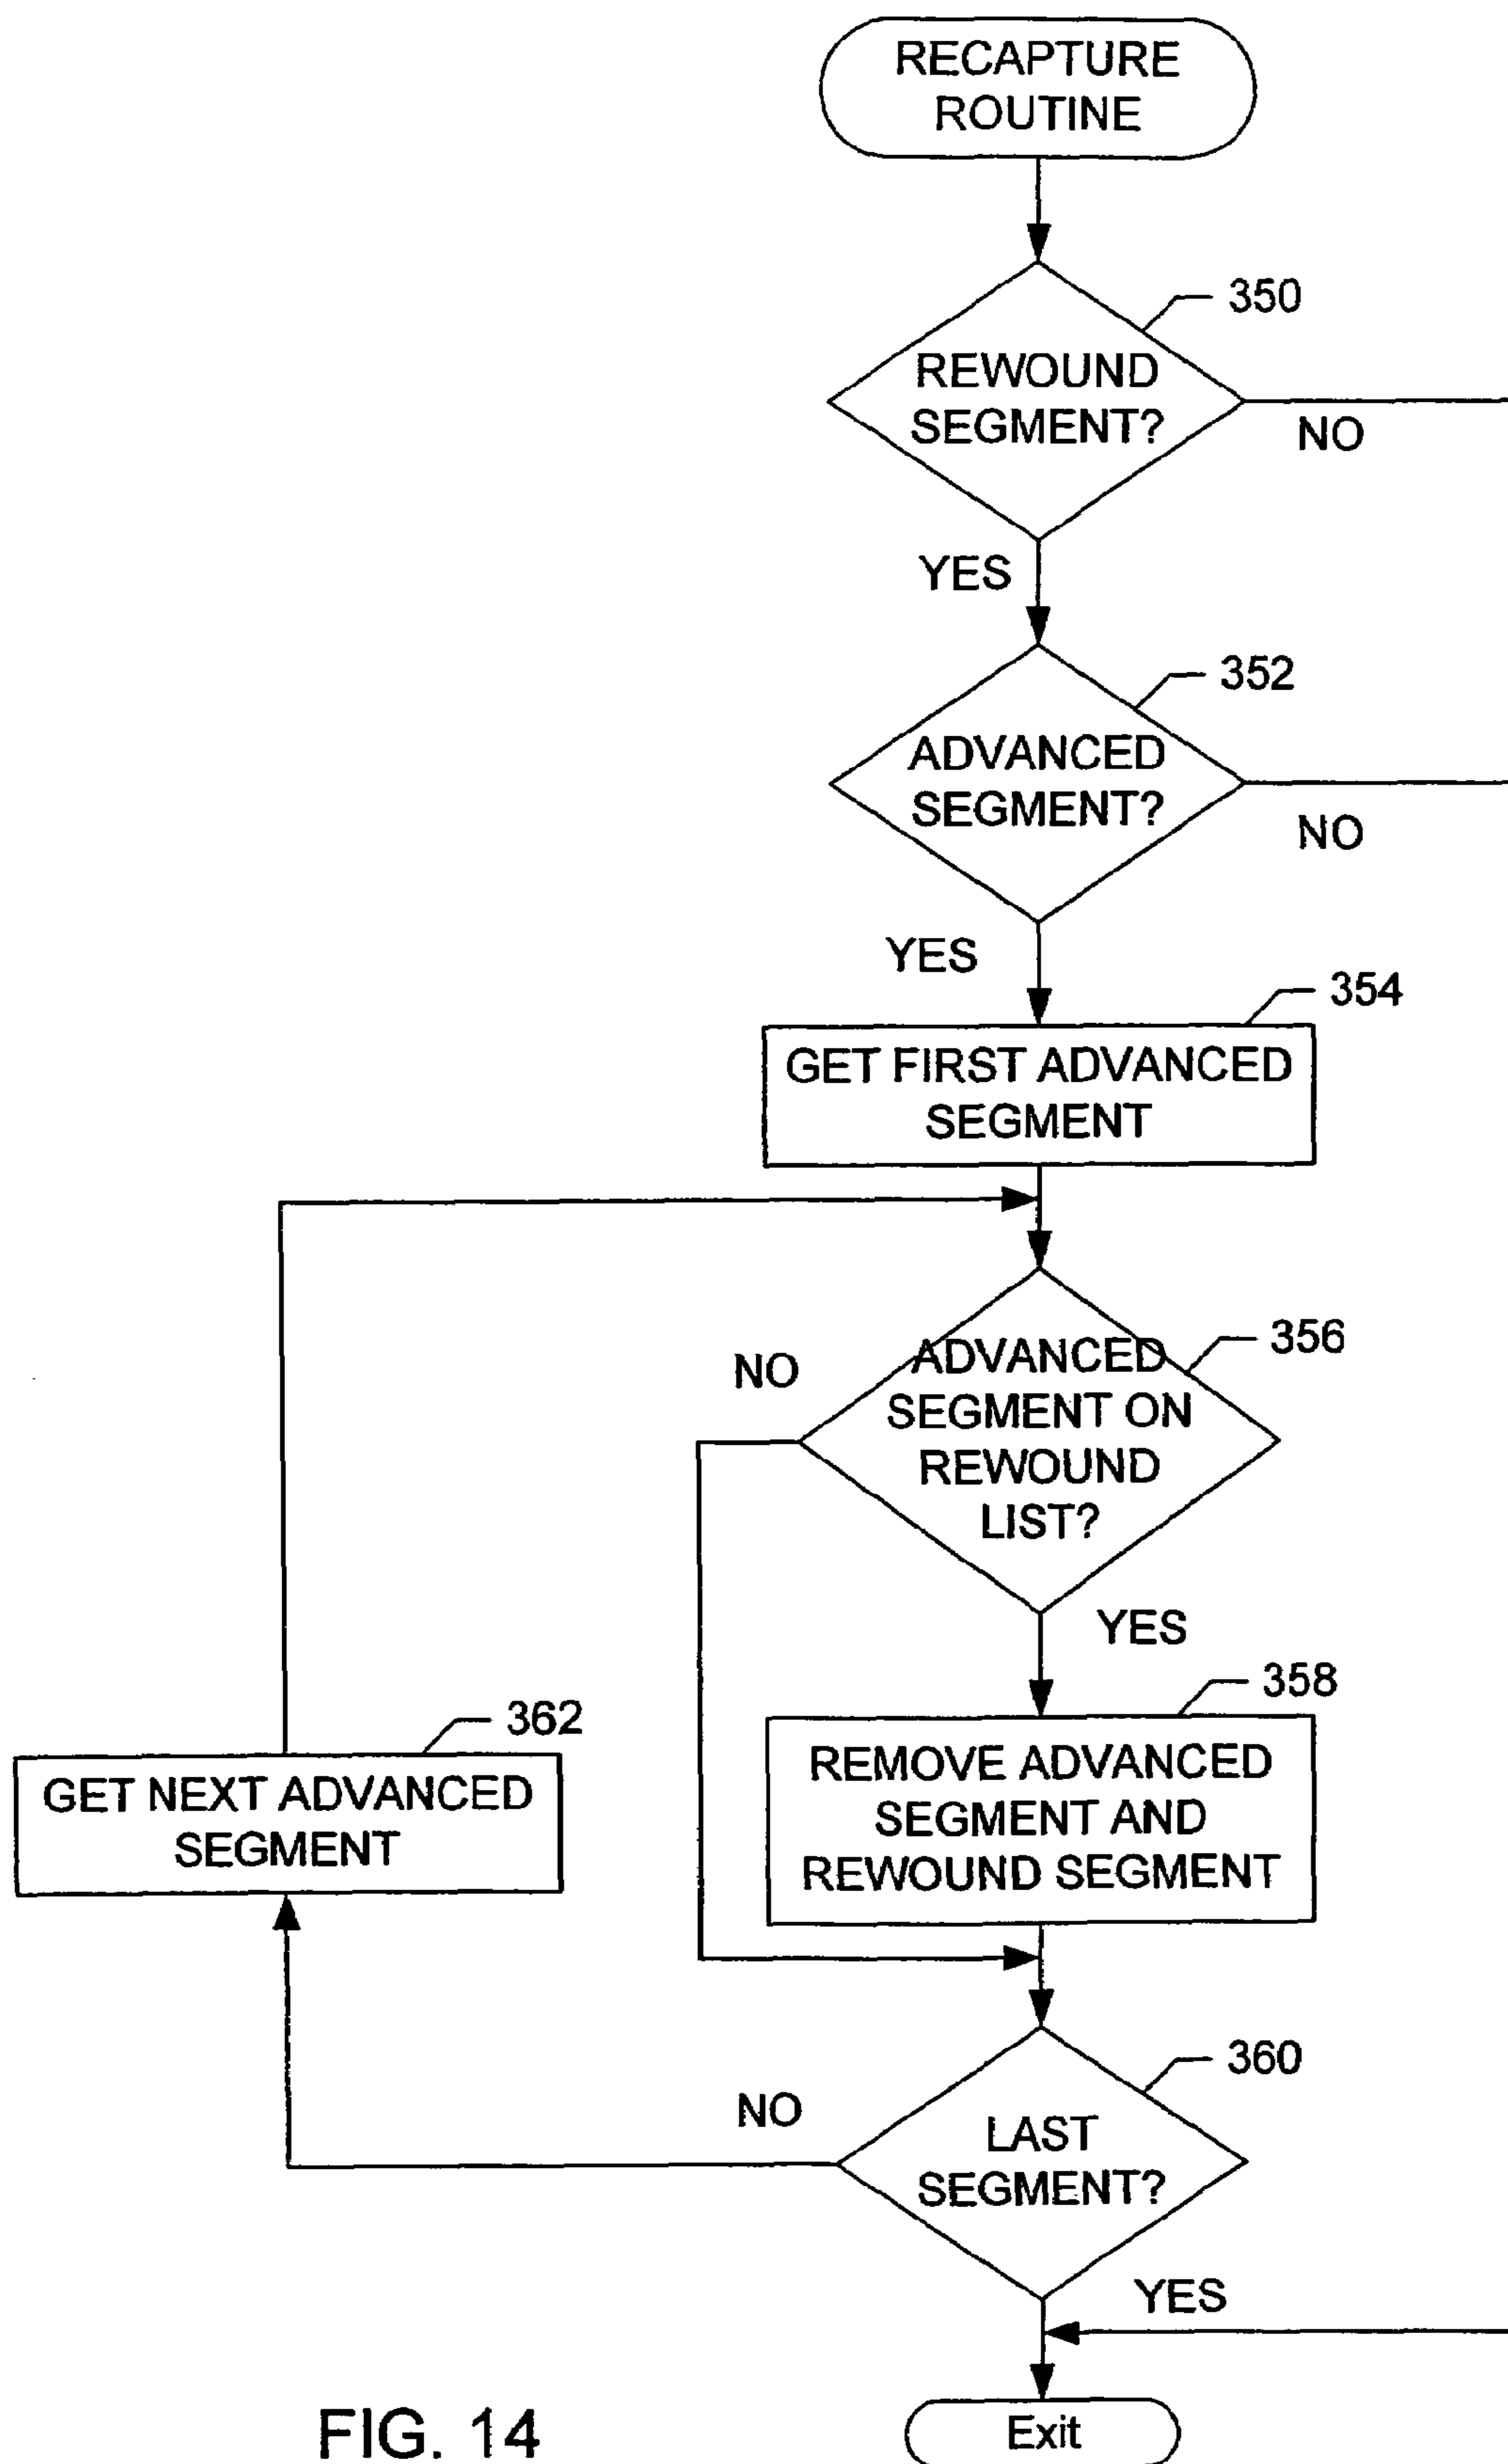 RECAPTURE
ROUTINE
350
REWOUND
SEGMENT?
NO
YES
352
ADVANCED
SEGMENT?
NO
YES
354
GET FIRST ADVANCED
SEGMENT
356
NO
ADVANCED
SEGMENT ON
REWOUND
LIST?
YES
358
362
REMOVE ADVANCED
SEGMENT AND
REWOUND SEGMENT
GET NEXT ADVANCED
SEGMENT
360
NO
LAST
SEGMENT?
YES
Exit
FIG. 14